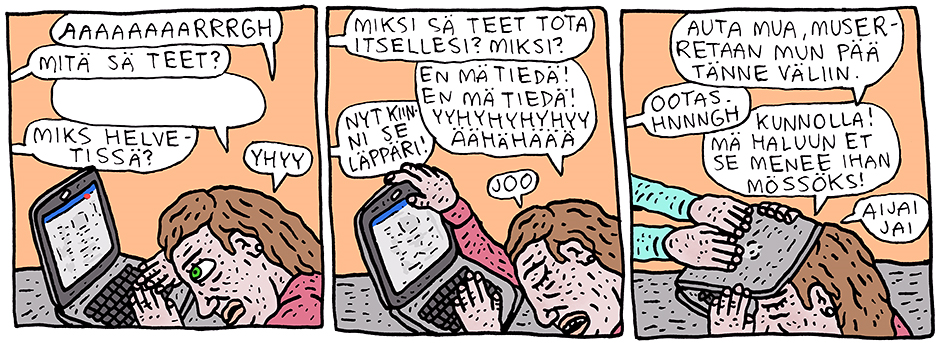 AAAAAAAARRRGH
MITÄ SÄ TEET?
MIKS HELVE-
TISSÄ?
YHYY
MIKSI SÄ TEET TOTA
ITSELLESI? MIKSI?
EN MÄ TIEDÄ!
EN MÄ TIEDÄ!
YYHYHYHYHYY
ÄÄHÄHÄÄÄ
NYT KIIN-
NI SE
LÄPPÄRI!
JOO
AUTA MUA, MUSER-
RETAAN MUN PÄÄ
TÄNNE VÄLIIN.
OOTAS.
HNNNGH
KUNNOLLA!
MÄ HALUUN ET
SE MENEE IHAN
MÖSSÖKS!
AIJAI
JAI